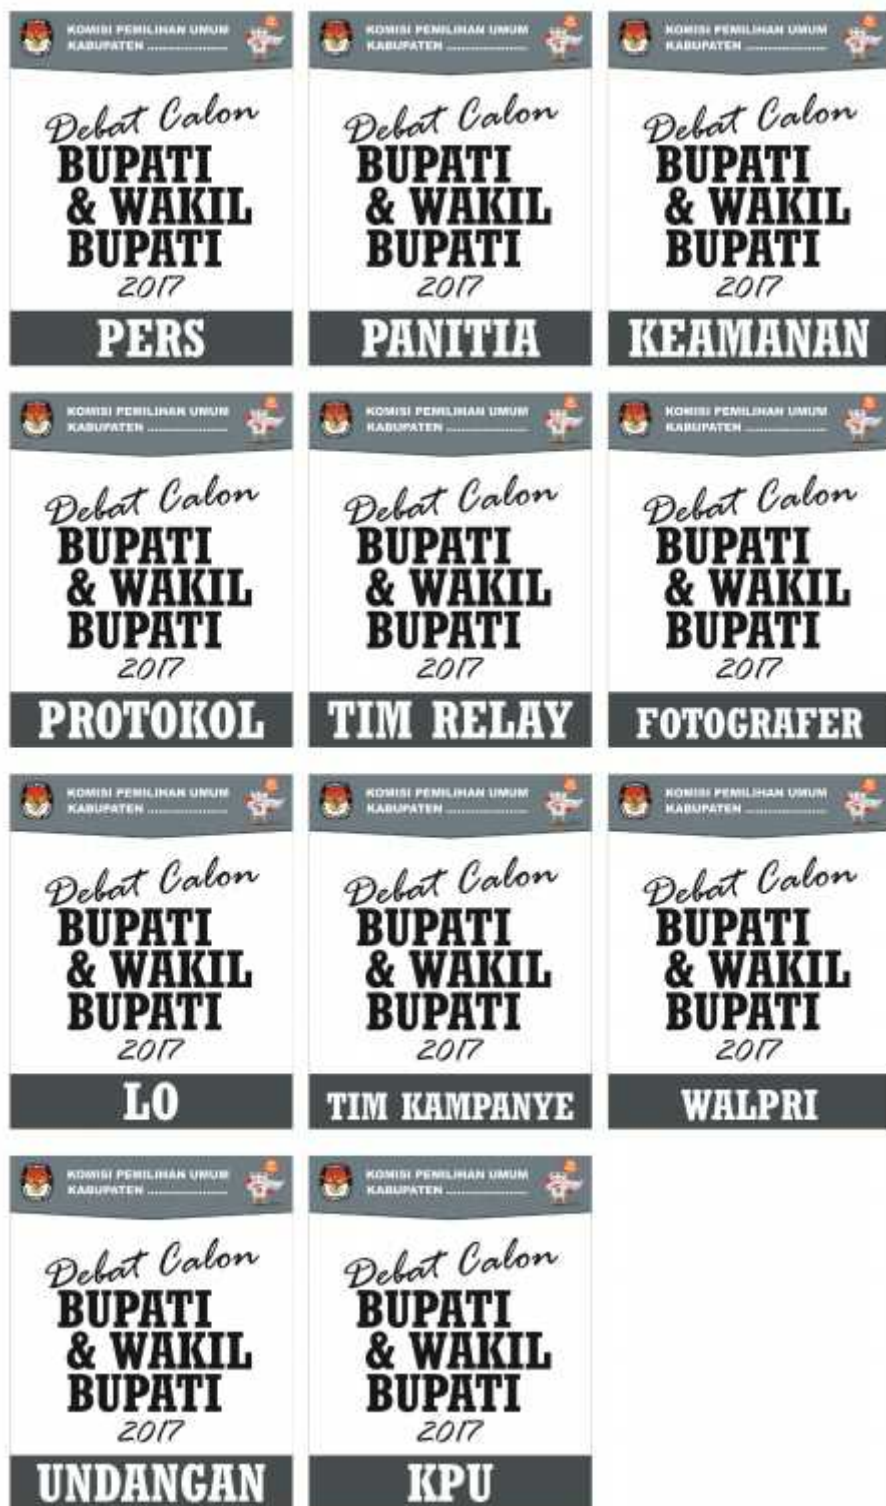 KOMISI PEMILIHAN UMUM
KABUPATEN ....................
Debat Calon
BUPATI
& WAKIL
BUPATI
2017
PERS
KOMISI PEMILIHAN UMUM
KABUPATEN ....................
Debat Calon
BUPATI
& WAKIL
BUPATI
2017
PANITIA
KOMISI PEMILIHAN UMUM
KABUPATEN ....................
Debat Calon
BUPATI
& WAKIL
BUPATI
2017
KEAMANAN
KOMISI PEMILIHAN UMUM
KABUPATEN ....................
Debat Calon
BUPATI
& WAKIL
BUPATI
2017
PROTOKOL
KOMISI PEMILIHAN UMUM
KABUPATEN ....................
Debat Calon
BUPATI
& WAKIL
BUPATI
2017
TIM RELAY
KOMISI PEMILIHAN UMUM
KABUPATEN ....................
Debat Calon
BUPATI
& WAKIL
BUPATI
2017
FOTOGRAFER
KOMISI PEMILIHAN UMUM
KABUPATEN ....................
Debat Calon
BUPATI
& WAKIL
BUPATI
2017
LO
KOMISI PEMILIHAN UMUM
KABUPATEN ....................
Debat Calon
BUPATI
& WAKIL
BUPATI
2017
TIM KAMPANYE
KOMISI PEMILIHAN UMUM
KABUPATEN ....................
Debat Calon
BUPATI
& WAKIL
BUPATI
2017
WALPRI
KOMISI PEMILIHAN UMUM
KABUPATEN ....................
Debat Calon
BUPATI
& WAKIL
BUPATI
2017
UNDANGAN
KOMISI PEMILIHAN UMUM
KABUPATEN ....................
Debat Calon
BUPATI
& WAKIL
BUPATI
2017
KPU